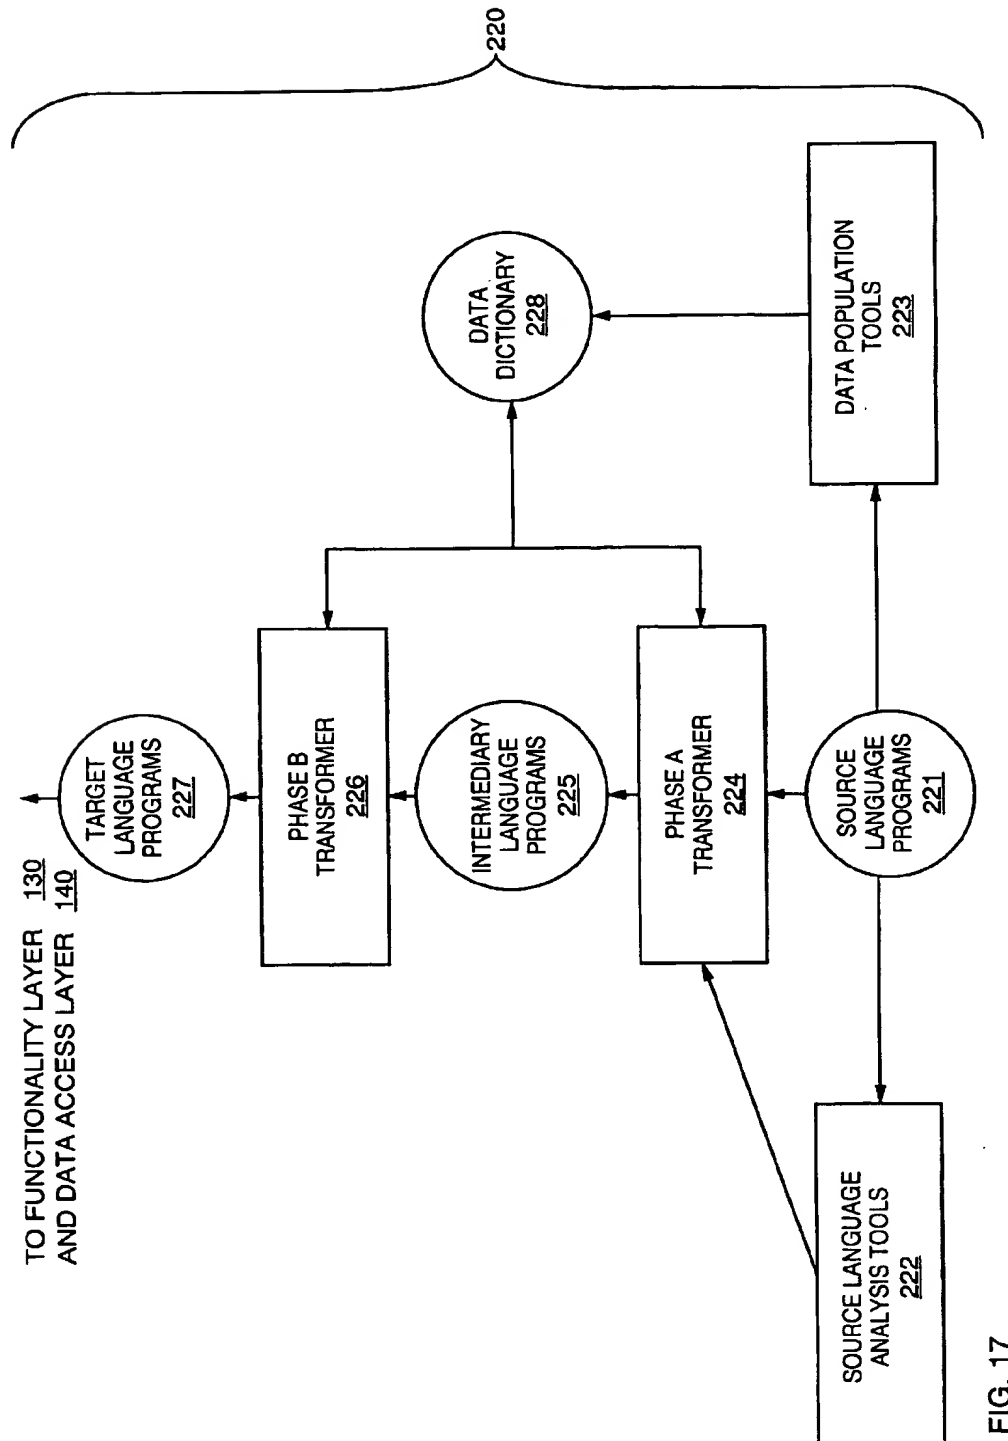 TO FUNCTIONALITY LAYER 130
AND DATA ACCESS LAYER 140
TARGET
LANGUAGE
PROGRAMS
227
PHASE B
TRANSFORMER
226
INTERMEDIARY
LANGUAGE
PROGRAMS
225
PHASE A
TRANSFORMER
224
SOURCE
LANGUAGE
PROGRAMS
221
SOURCE LANGUAGE
ANALYSIS TOOLS
222
DATA
DICTIONARY
228
DATA POPULATION
TOOLS
223
220
FIG. 17